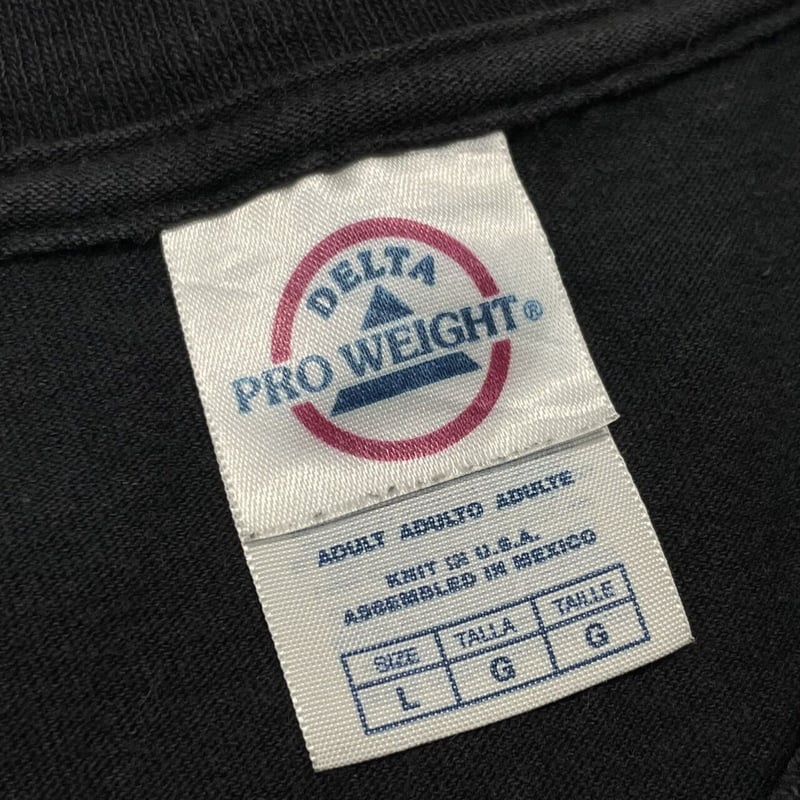 DELTA
PRO WEIGHT®
ADULT ADULTO ADULTE
KNIT IN U.S.A.
ASSEMBLED IN MEXICO
SIZE TALLA TAILLE
L G G